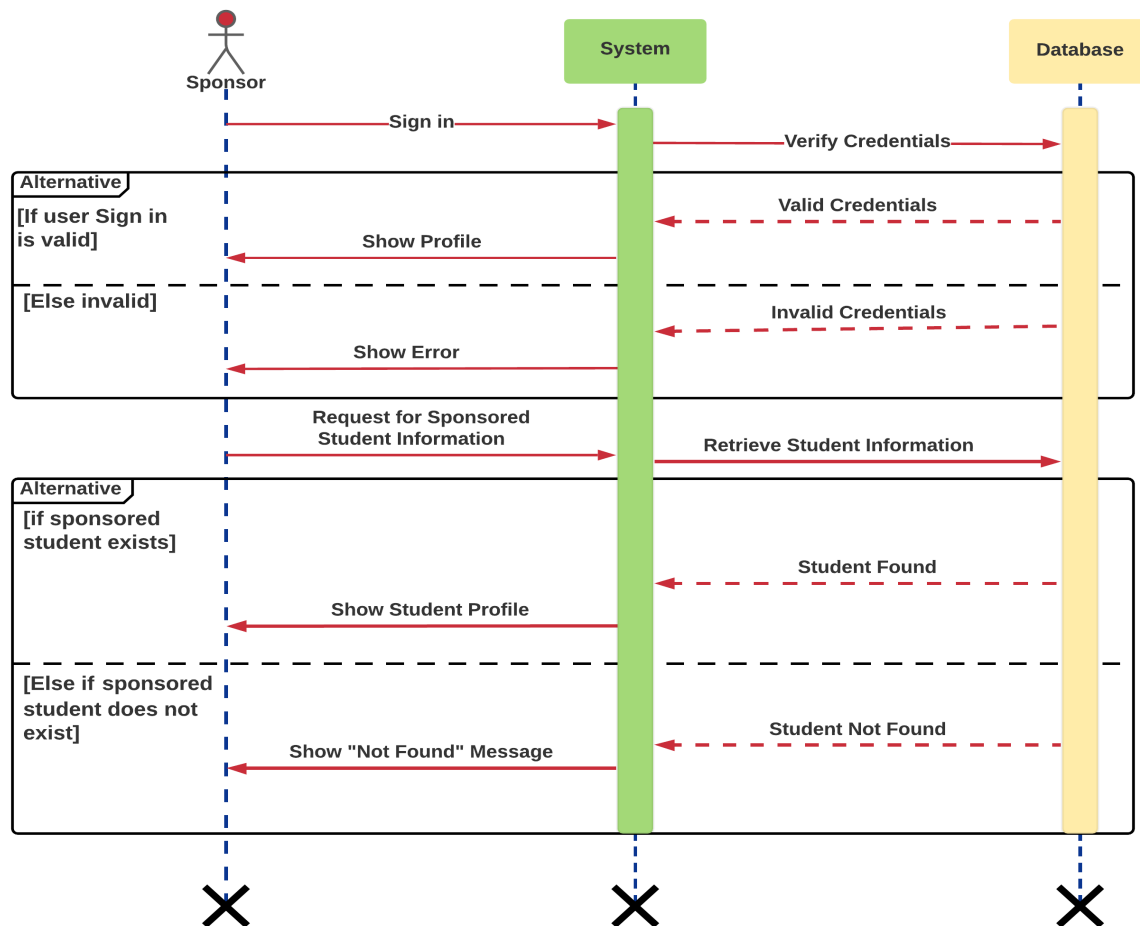 Sponsor
System
Database
Sign in
Verify Credentials
Alternative
[If user Sign in
is valid]
Valid Credentials
Show Profile
[Else invalid]
Invalid Credentials
Show Error
Request for Sponsored
Student Information
Retrieve Student Information
Alternative
[if sponsored
student exists]
Student Found
Show Student Profile
[Else if sponsored
student does not
exist]
Student Not Found
Show "Not Found" Message